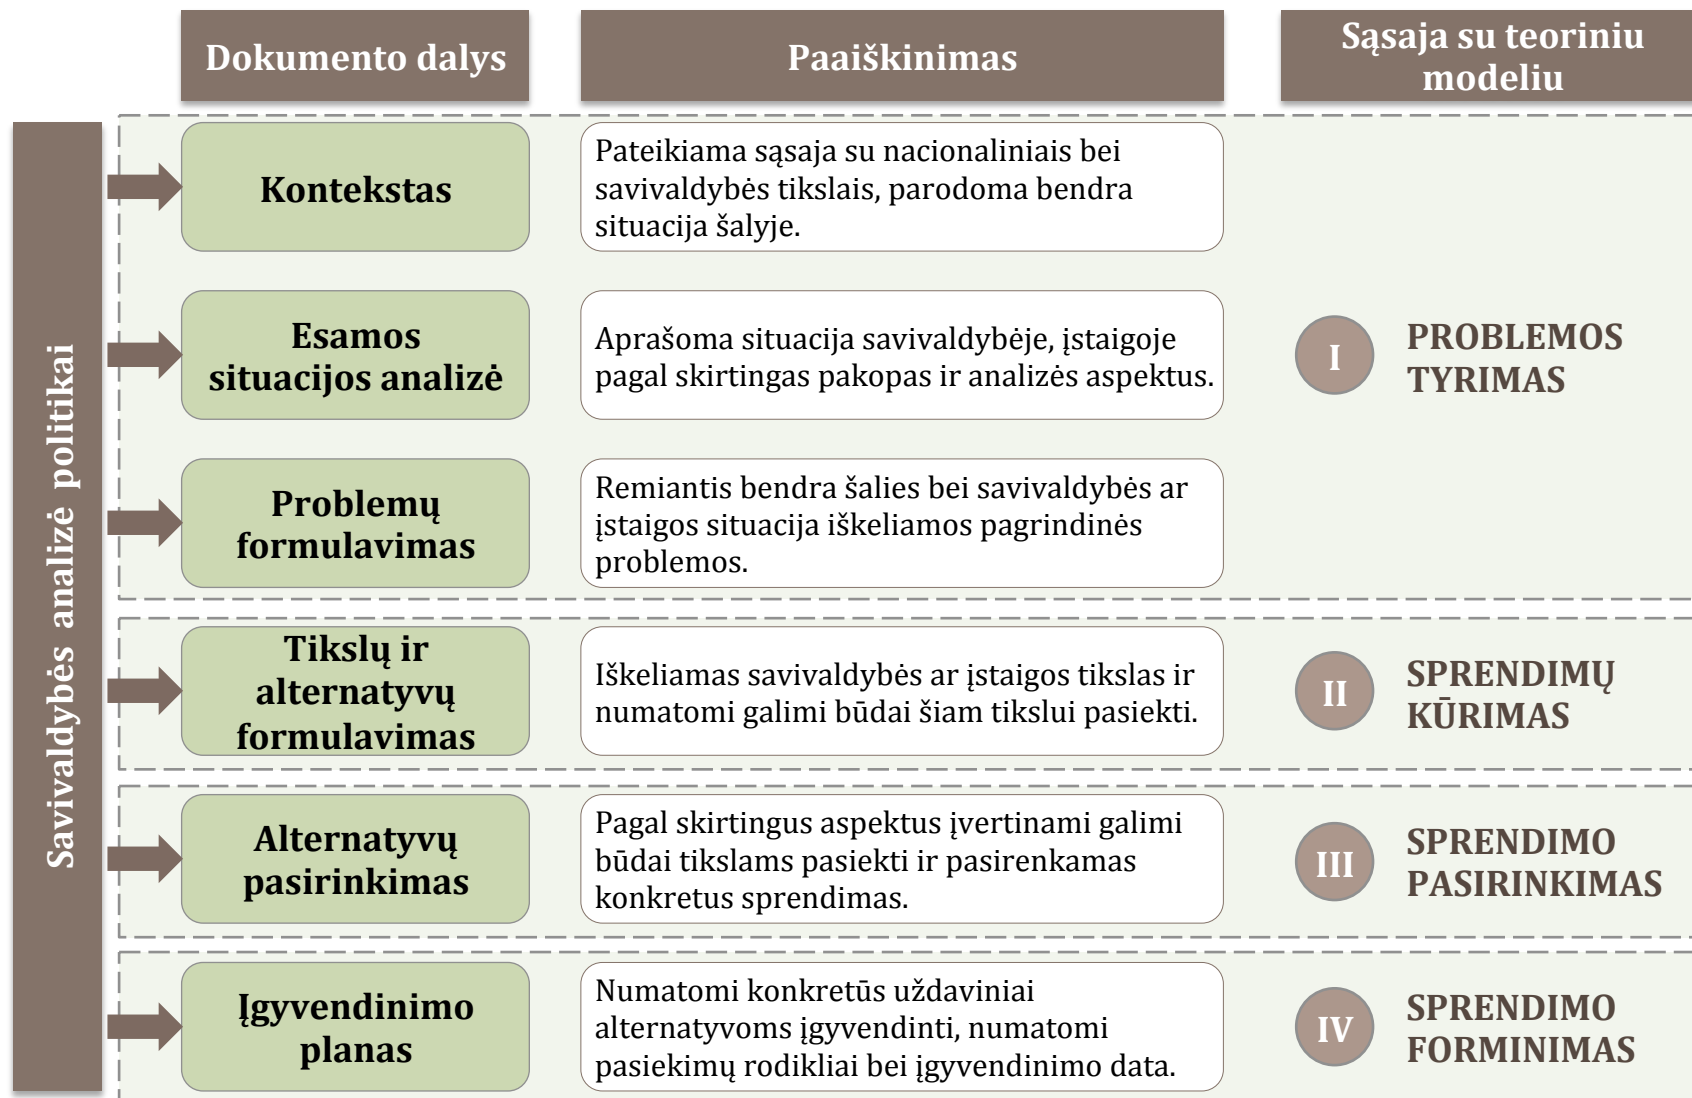 Dokumento dalys
Paaiškinimas
Sąsaja su teoriniu
modeliu
Savivaldybės analizė politikai
Kontekstas
Pateikiama sąsaja su nacionaliniais bei
savivaldybės tikslais, parodoma bendra
situacija šalyje.
Esamos
situacijos analizė
Aprašoma situacija savivaldybėje, įstaigoje
pagal skirtingas pakopas ir analizės aspektus.
I
PROBLEMOS
TYRIMAS
Problemų
formulavimas
Remiantis bendra šalies bei savivaldybės ar
įstaigos situacija iškeliamos pagrindinės
problemos.
Tikslų ir
alternatyvų
formulavimas
Iškeliamas savivaldybės ar įstaigos tikslas ir
numatomi galimi būdai šiam tikslui pasiekti.
II
SPRENDIMŲ
KŪRIMAS
Alternatyvų
pasirinkimas
Pagal skirtingus aspektus įvertinami galimi
būdai tikslams pasiekti ir pasirenkamas
konkretus sprendimas.
III
SPRENDIMO
PASIRINKIMAS
Įgyvendinimo
planas
Numatomi konkretūs uždaviniai
alternatyvoms įgyvendinti, numatomi
pasiekimų rodikliai bei įgyvendinimo data.
IV
SPRENDIMO
FORMINIMAS